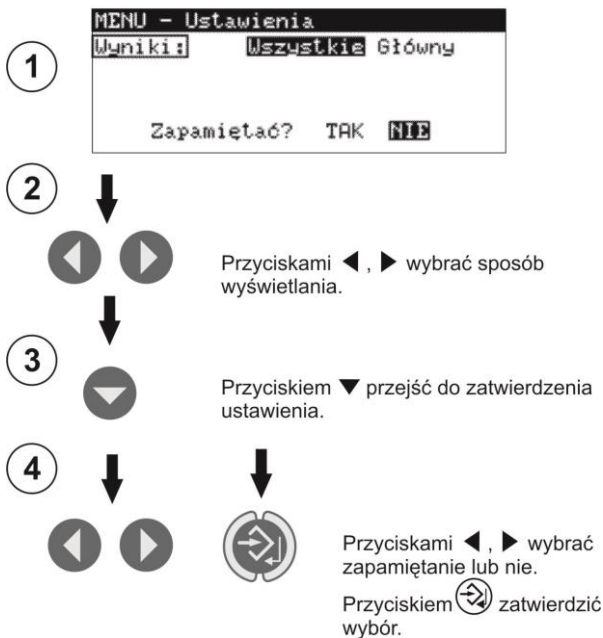 MENU - Ustawienia
Wyniki: Wszystkie Główny
Zapamiętać? TAK NIE
1
2
Przyciskami ◀ , ▶ wybrać sposób
wyświetlania.
3
Przyciskiem ▼ przejść do zatwierdzenia
ustawienia.
4
Przyciskami ◀ , ▶ wybrać
zapamiętanie lub nie.
Przyciskiem zatwierdzić
wybór.